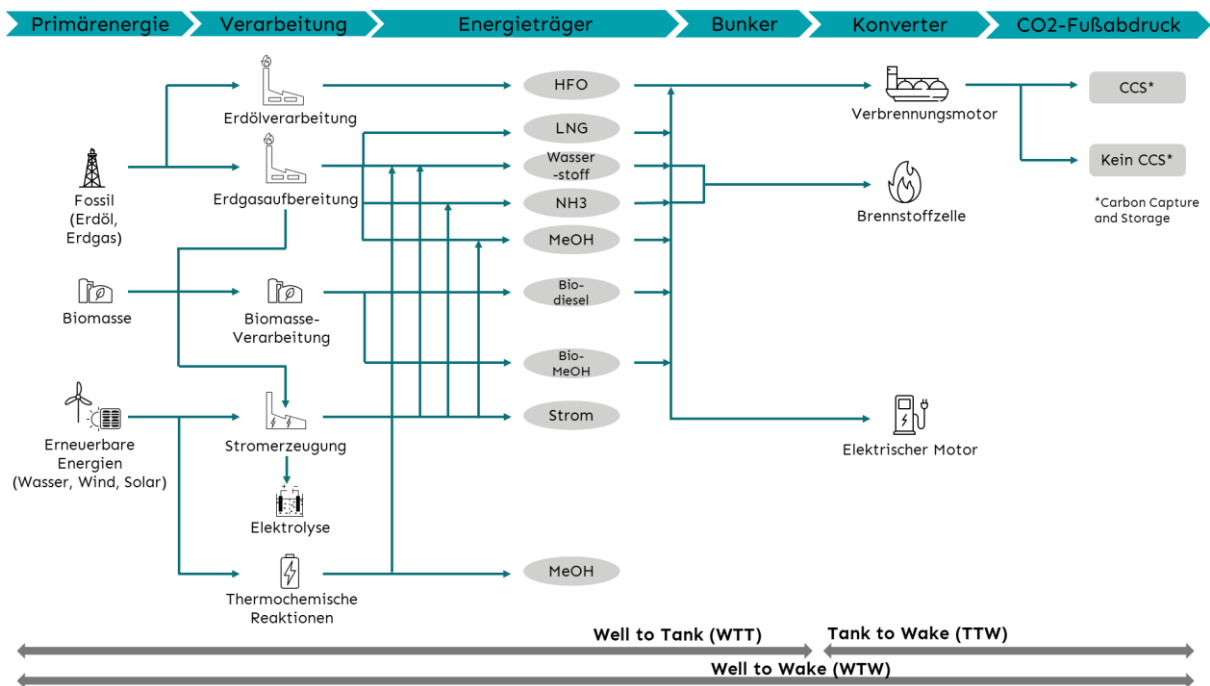 Primärenergie
Verarbeitung
Energieträger
Bunker
Konverter
CO2-Fußabdruck
Fossil
(Erdöl,
Erdgas)
Biomasse
Erneuerbare
Energien
(Wasser, Wind, Solar)
Erdölverarbeitung
Erdgasaufbereitung
Biomasse-
Verarbeitung
Stromerzeugung
+ –
Elektrolyse
Thermochemische
Reaktionen
HFO
LNG
Wasser
-stoff
NH3
MeOH
Bio-
diesel
Bio-
MeOH
Strom
MeOH
Verbrennungsmotor
Brennstoffzelle
Elektrischer Motor
CCS*
Kein CCS*
*Carbon Capture
and Storage
Well to Tank (WTT)
Tank to Wake (TTW)
Well to Wake (WTW)